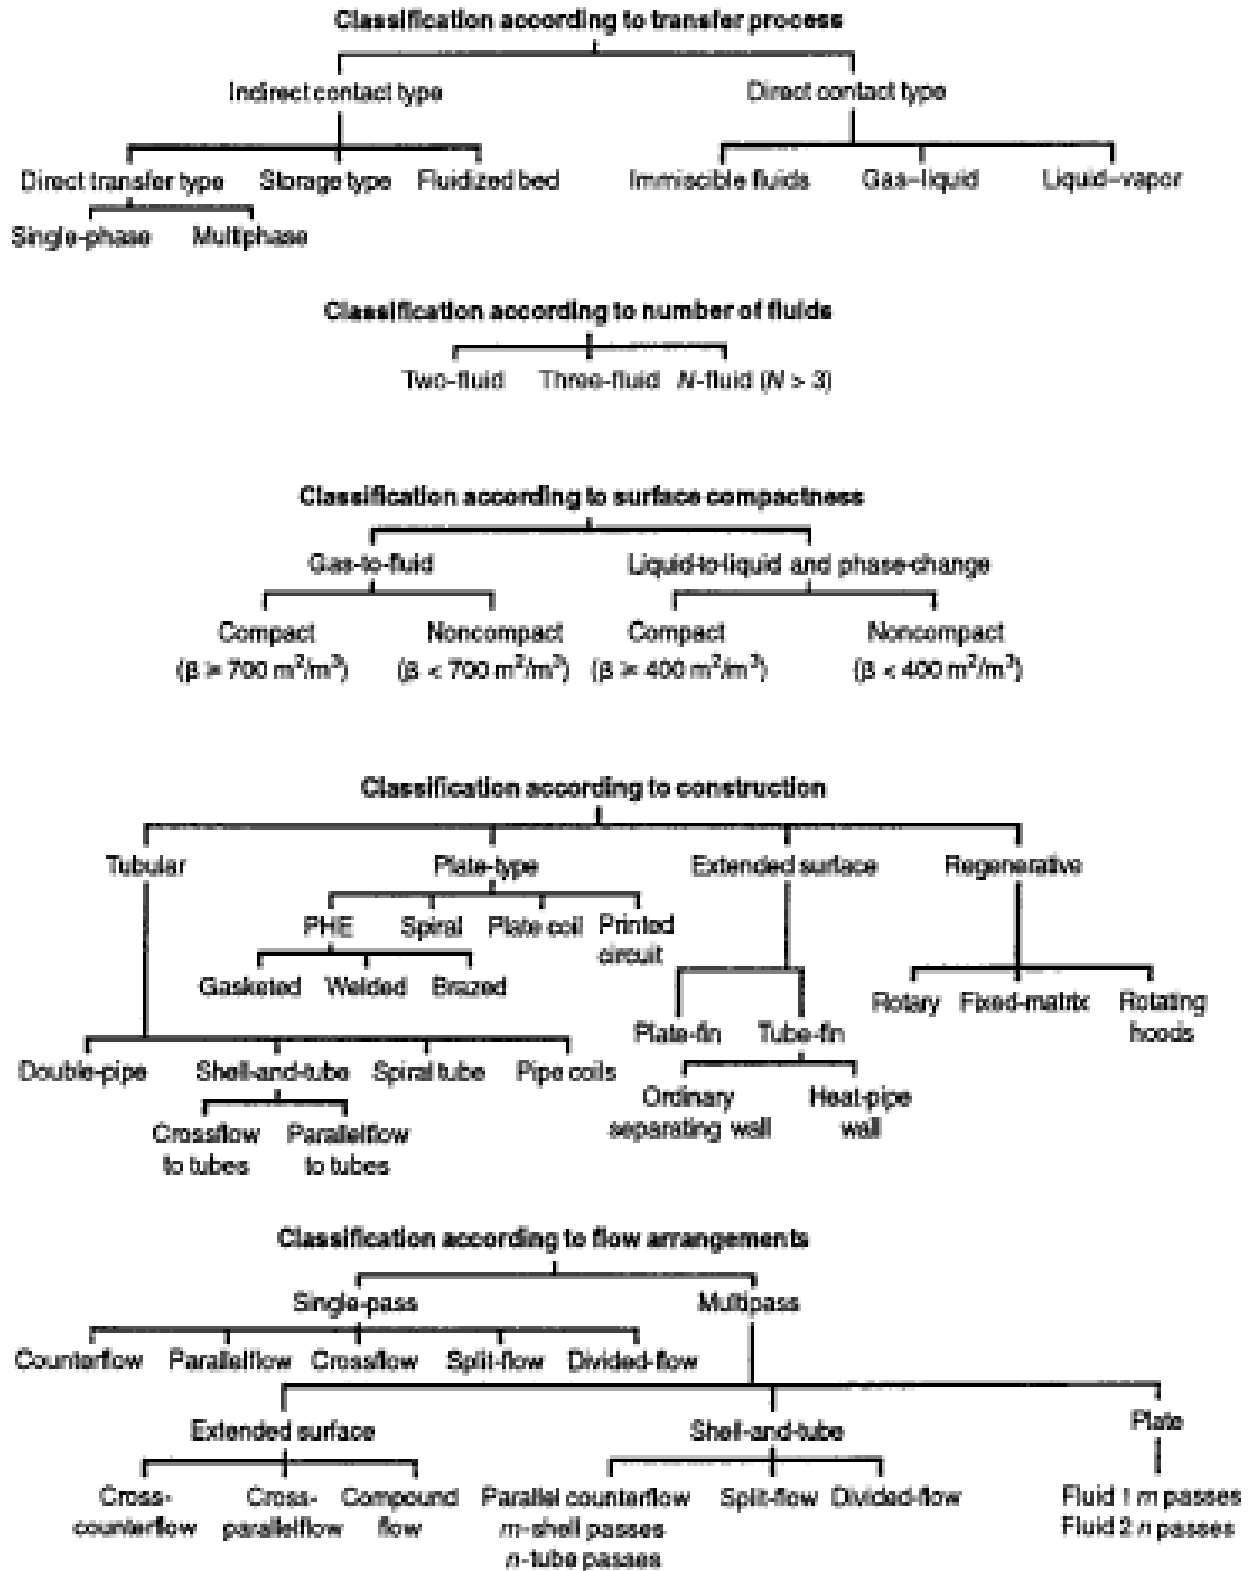 Classification according to transfer process
Indirect contact type Direct contact type
Direct transfer type Storage type Fluidized bed Immiscible fluids Gas–liquid Liquid–vapor
Single-phase Multiphase
Classification according to number of fluids
Two-fluid Three-fluid N-fluid (N > 3)
Classification according to surface compactness
Gas-to-fluid Liquid-to-liquid and phase-change
Compact Noncompact Compact Noncompact
(β ≥ 700 m²/m³) (β < 700 m²/m³) (β ≥ 400 m²/m³) (β < 400 m²/m³)
Classification according to construction
Tubular Plate-type Extended surface Regenerative
PHE Spiral Plate coil Printed
circuit
Gasketed Welded Brazed
Rotary Fixed-matrix Rotating
hoods
Plate-fin Tube-fin
Double-pipe Shell-and-tube Spiral tube Pipe coils
Ordinary Heat-pipe
separating wall wall
Crossflow Parallelflow
to tubes to tubes
Classification according to flow arrangements
Single-pass Multipass
Counterflow Parallelflow Crossflow Split-flow Divided-flow
Extended surface Shell-and-tube Plate
Cross- Cross- Compound Parallel counterflow Split-flow Divided-flow Fluid 1 m passes
counterflow parallelflow flow m-shell passes Fluid 2 n passes
n-tube passes